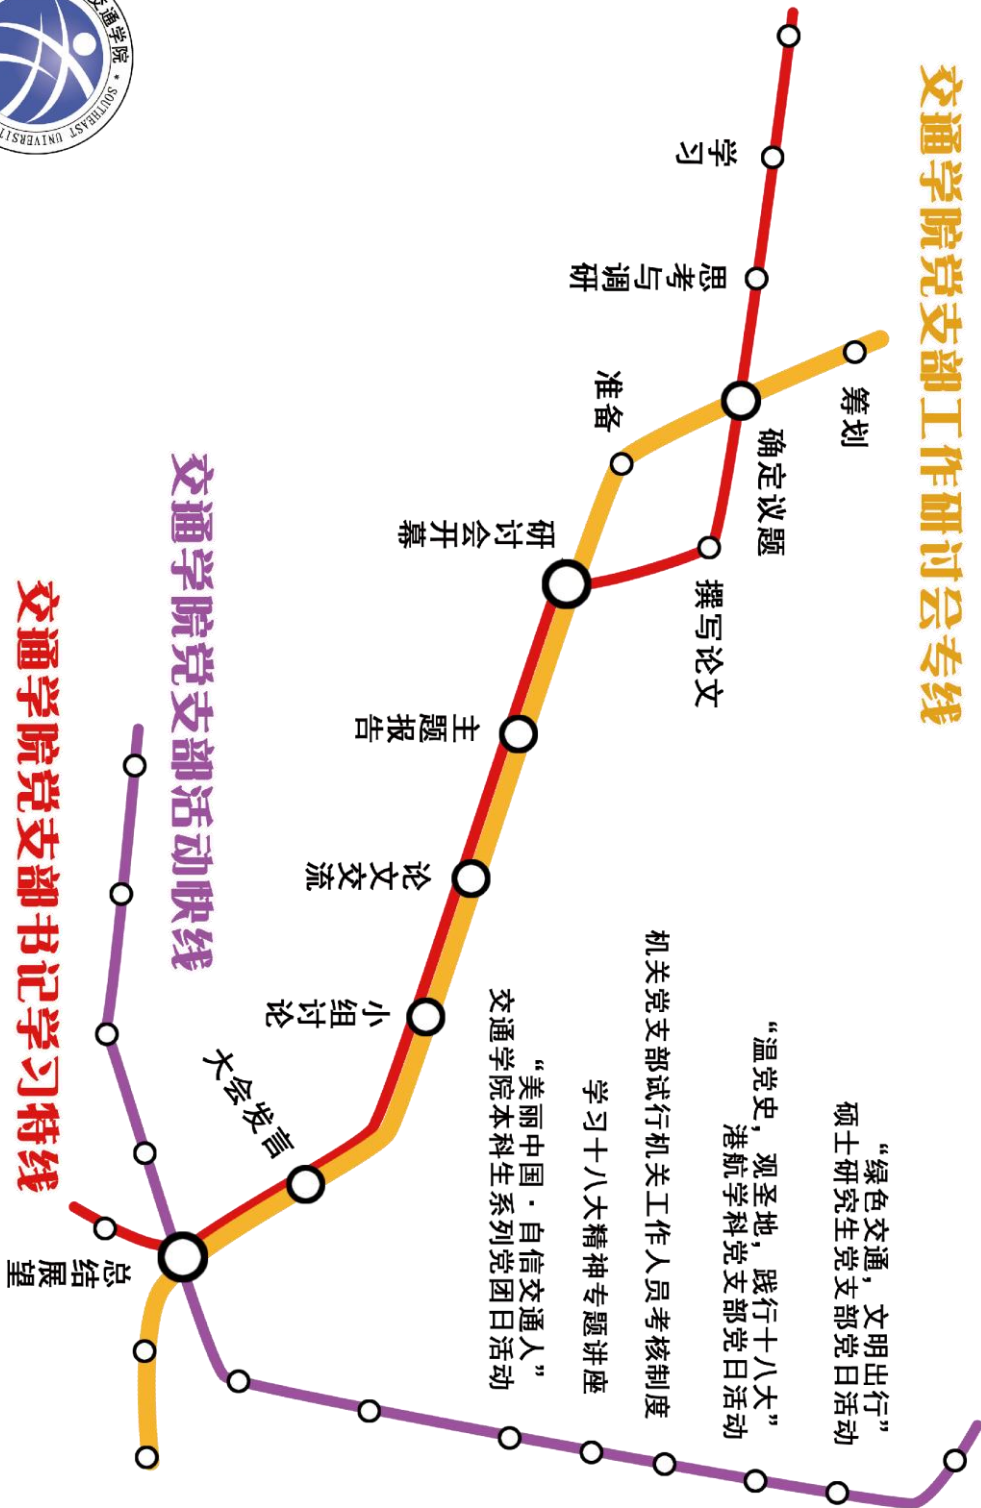 交通学院党支部工作研讨会专线
筹划
确定议题
撰写论文
学习
思考与调研
准备
研讨会开幕
主题报告
论文交流
小组讨论
大会发言
总结展望
“绿色交通，文明出行”
硕士研究生党支部党日活动
“温党史，观圣地，践行十八大”
港航学科党支部党日活动
机关党支部试行机关工作人员考核制度
学习十八大精神专题讲座
“美丽中国·自信交通人”
交通学院本科生系列党团日活动
交通学院党支部活动快线
交通学院党支部书记学习特线
交通学院 * SOUTHEAST UNIVERSIT